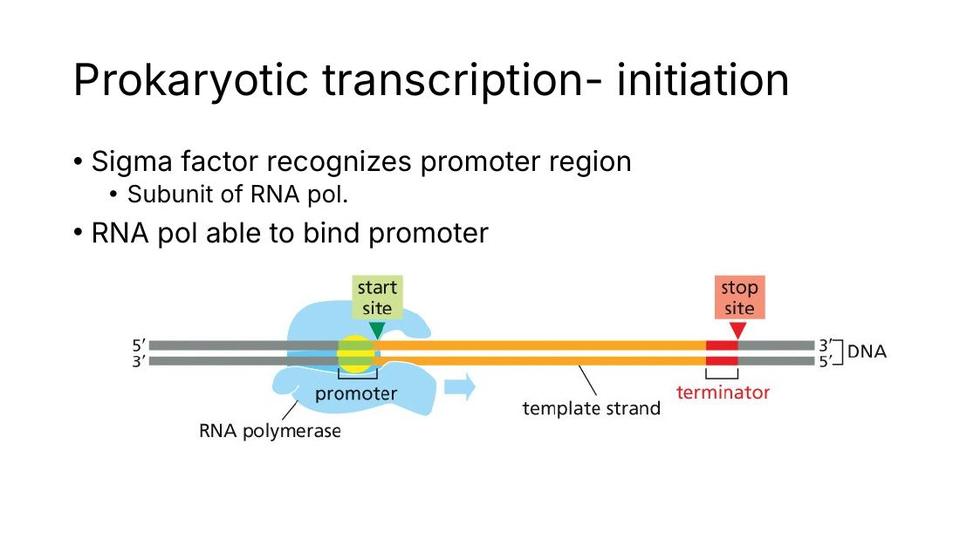 Prokaryotic transcription- initiation
• Sigma factor recognizes promoter region
• Subunit of RNA pol.
• RNA pol able to bind promoter
start
site
stop
site
5′
3′
3′
5′
DNA
promoter
terminator
template strand
RNA polymerase